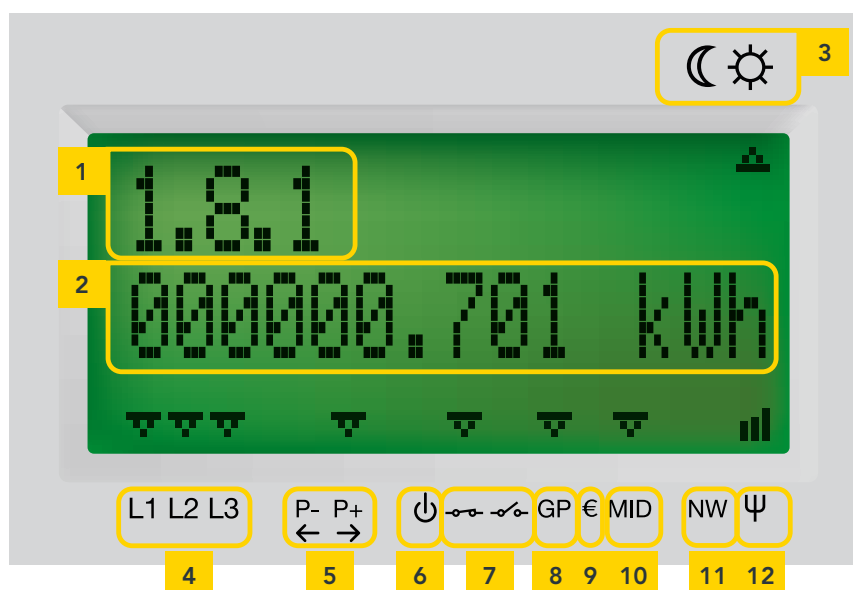 3
1
1.8.1
2
000000.701 kWh
L1 L2 L3
P- P+
← →
GP
€
MID
NW
4
5
6
7
8
9
10
11
12